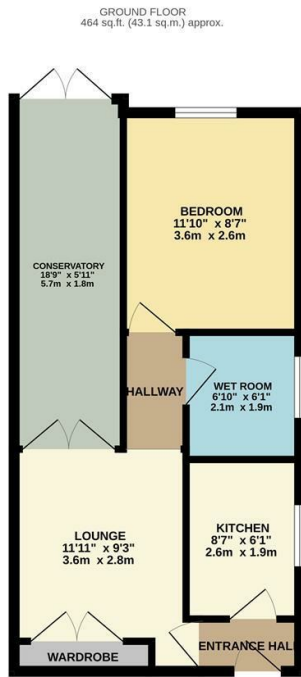 GROUND FLOOR
464 sq.ft. (43.1 sq.m.) approx.
BEDROOM
11'10" x 8'7"
3.6m x 2.6m
CONSERVATORY
18'9" x 5'11"
5.7m x 1.8m
HALLWAY
WET ROOM
6'10" x 6'1"
2.1m x 1.9m
LOUNGE
11'11" x 9'3"
3.6m x 2.8m
KITCHEN
8'7" x 6'1"
2.6m x 1.9m
ENTRANCE HALL
WARDROBE